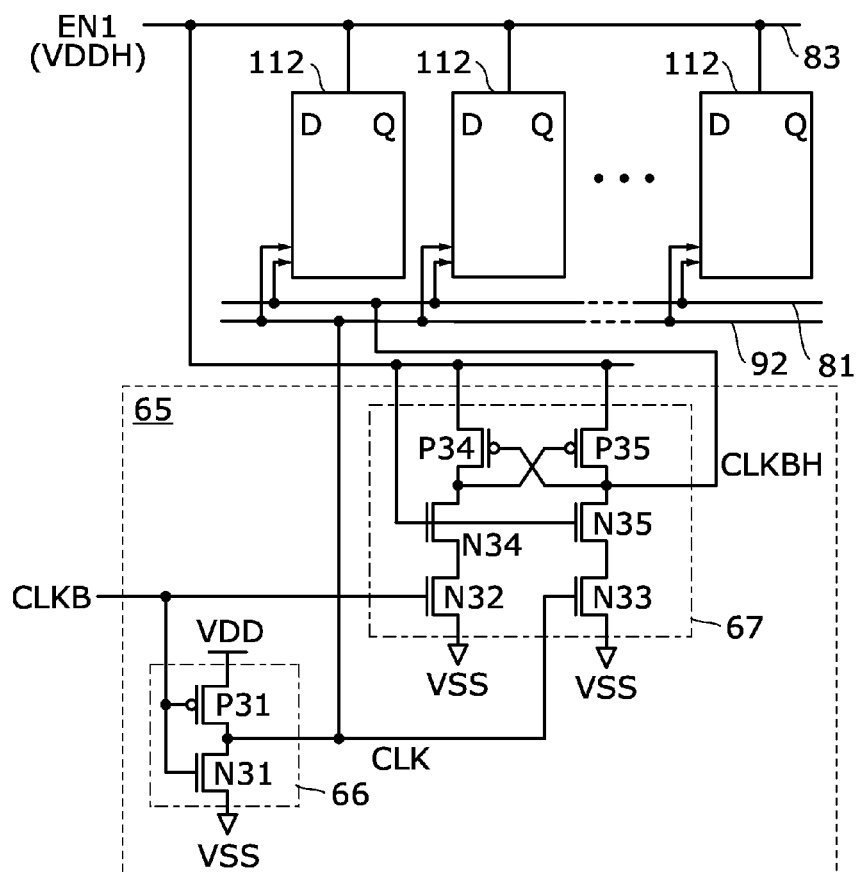 EN1
(VDDH)
83
112
112
112
D Q
D Q
D Q
81
92
65
P34
P35
CLKBH
N34
N35
CLKB
N32
N33
67
VDD
VSS
VSS
P31
CLK
N31
66
VSS